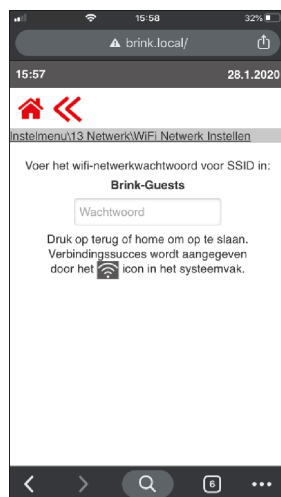 15:58
32%
brink.local/
15:57 28.1.2020
Instelmenu\13 Netwerk\WiFi Netwerk Instellen
Voer het wifi-netwerkwachtwoord voor SSID in:
Brink-Guests
Wachtwoord
Druk op terug of home om op te slaan.
Verbindingssucces wordt aangegeven
door het icon in het systeemvak.
6